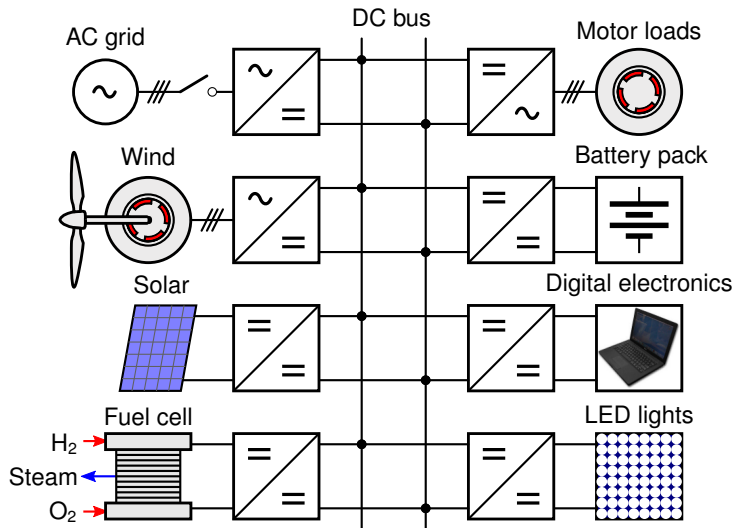 DC bus
AC grid
Motor loads
Wind
Battery pack
Solar
Digital electronics
Fuel cell
LED lights
H₂
Steam
O₂